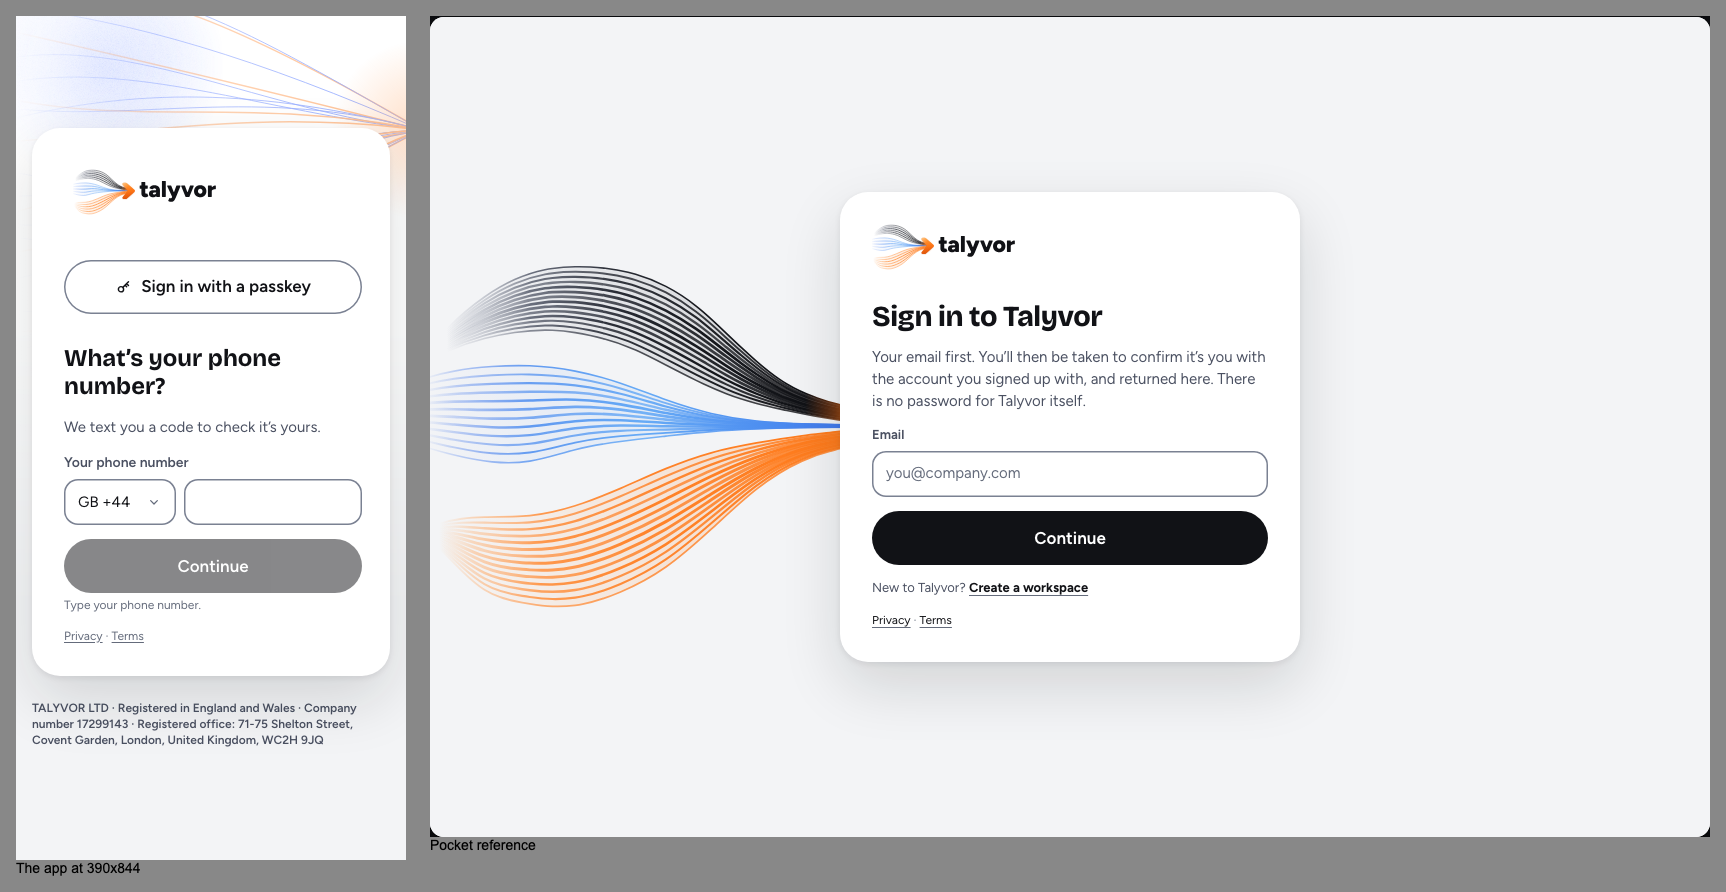 talyvor
Sign in with a passkey
What's your phone
number?
We text you a code to check it's yours.
Your phone number
GB +44
Continue
Type your phone number.
Privacy · Terms
TALYVOR LTD · Registered in England and Wales · Company
number 17299143 · Registered office: 71-75 Shelton Street,
Covent Garden, London, United Kingdom, WC2H 9JQ
The app at 390x844
talyvor
Sign in to Talyvor
Your email first. You'll then be taken to confirm it's you with
the account you signed up with, and returned here. There
is no password for Talyvor itself.
Email
you@company.com
Continue
New to Talyvor? Create a workspace
Privacy · Terms
Pocket reference